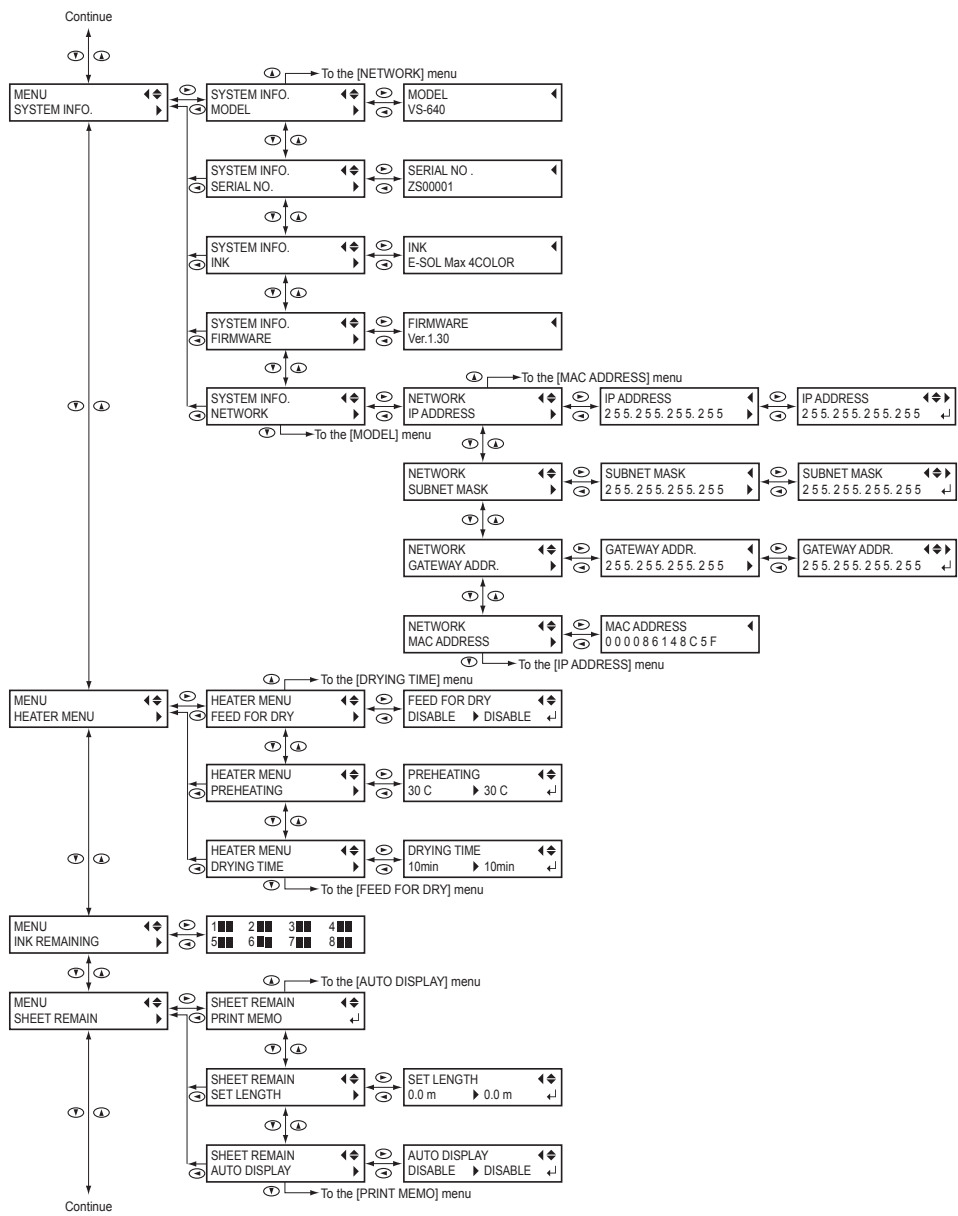 Continue
To the [NETWORK] menu
MENU
SYSTEM INFO.
SYSTEM INFO.
MODEL
MODEL
VS-640
SYSTEM INFO.
SERIAL NO.
SERIAL NO .
ZS00001
SYSTEM INFO.
INK
INK
E-SOL Max 4COLOR
SYSTEM INFO.
FIRMWARE
FIRMWARE
Ver.1.30
To the [MAC ADDRESS] menu
SYSTEM INFO.
NETWORK
NETWORK
IP ADDRESS
IP ADDRESS
2 5 5. 2 5 5. 2 5 5. 2 5 5
IP ADDRESS
2 5 5. 2 5 5. 2 5 5. 2 5 5
To the [MODEL] menu
NETWORK
SUBNET MASK
SUBNET MASK
2 5 5. 2 5 5. 2 5 5. 2 5 5
SUBNET MASK
2 5 5. 2 5 5. 2 5 5. 2 5 5
NETWORK
GATEWAY ADDR.
GATEWAY ADDR.
2 5 5. 2 5 5. 2 5 5. 2 5 5
GATEWAY ADDR.
2 5 5. 2 5 5. 2 5 5. 2 5 5
NETWORK
MAC ADDRESS
MAC ADDRESS
0 0 0 0 8 6 1 4 8 C 5 F
To the [IP ADDRESS] menu
To the [DRYING TIME] menu
MENU
HEATER MENU
HEATER MENU
FEED FOR DRY
FEED FOR DRY
DISABLE DISABLE
HEATER MENU
PREHEATING
PREHEATING
30 C 30 C
HEATER MENU
DRYING TIME
DRYING TIME
10min 10min
To the [FEED FOR DRY] menu
MENU
INK REMAINING
1 2 3 4
5 6 7 8
To the [AUTO DISPLAY] menu
MENU
SHEET REMAIN
SHEET REMAIN
PRINT MEMO
SHEET REMAIN
SET LENGTH
SET LENGTH
0.0 m 0.0 m
SHEET REMAIN
AUTO DISPLAY
AUTO DISPLAY
DISABLE DISABLE
To the [PRINT MEMO] menu
Continue